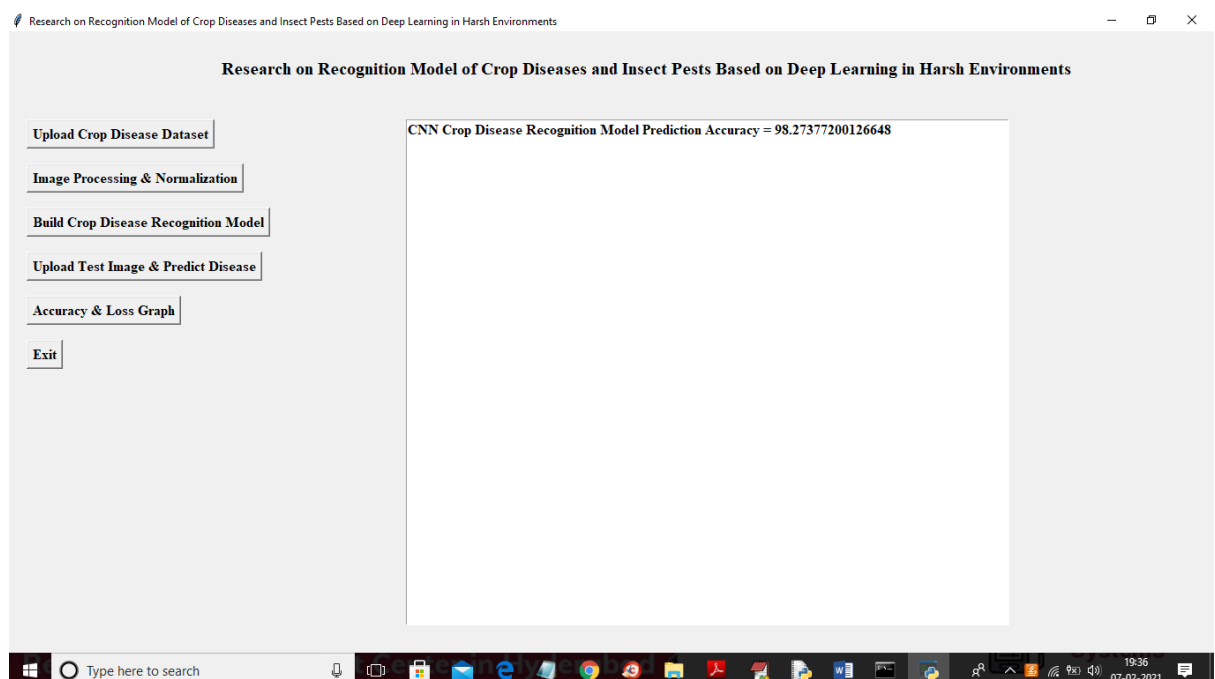 Research on Recognition Model of Crop Diseases and Insect Pests Based on Deep Learning in Harsh Environments
Research on Recognition Model of Crop Diseases and Insect Pests Based on Deep Learning in Harsh Environments
Upload Crop Disease Dataset
CNN Crop Disease Recognition Model Prediction Accuracy = 98.27377200126648
Image Processing & Normalization
Build Crop Disease Recognition Model
Upload Test Image & Predict Disease
Accuracy & Loss Graph
Exit
Type here to search
19:36
07-02-2021